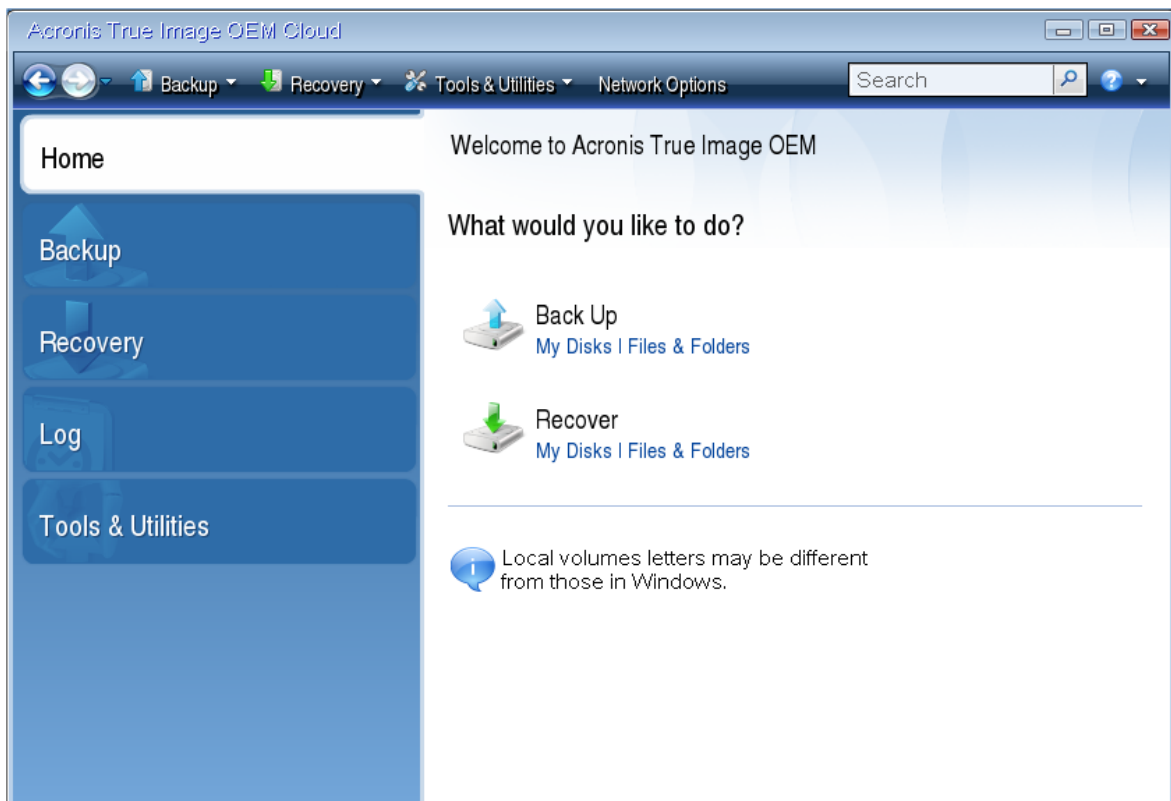 Acronis True Image OEM Cloud
Backup Recovery Tools & Utilities Network Options Search
Home
Backup
Recovery
Log
Tools & Utilities
Welcome to Acronis True Image OEM
What would you like to do?
Back Up
My Disks | Files & Folders
Recover
My Disks | Files & Folders
Local volumes letters may be different
from those in Windows.